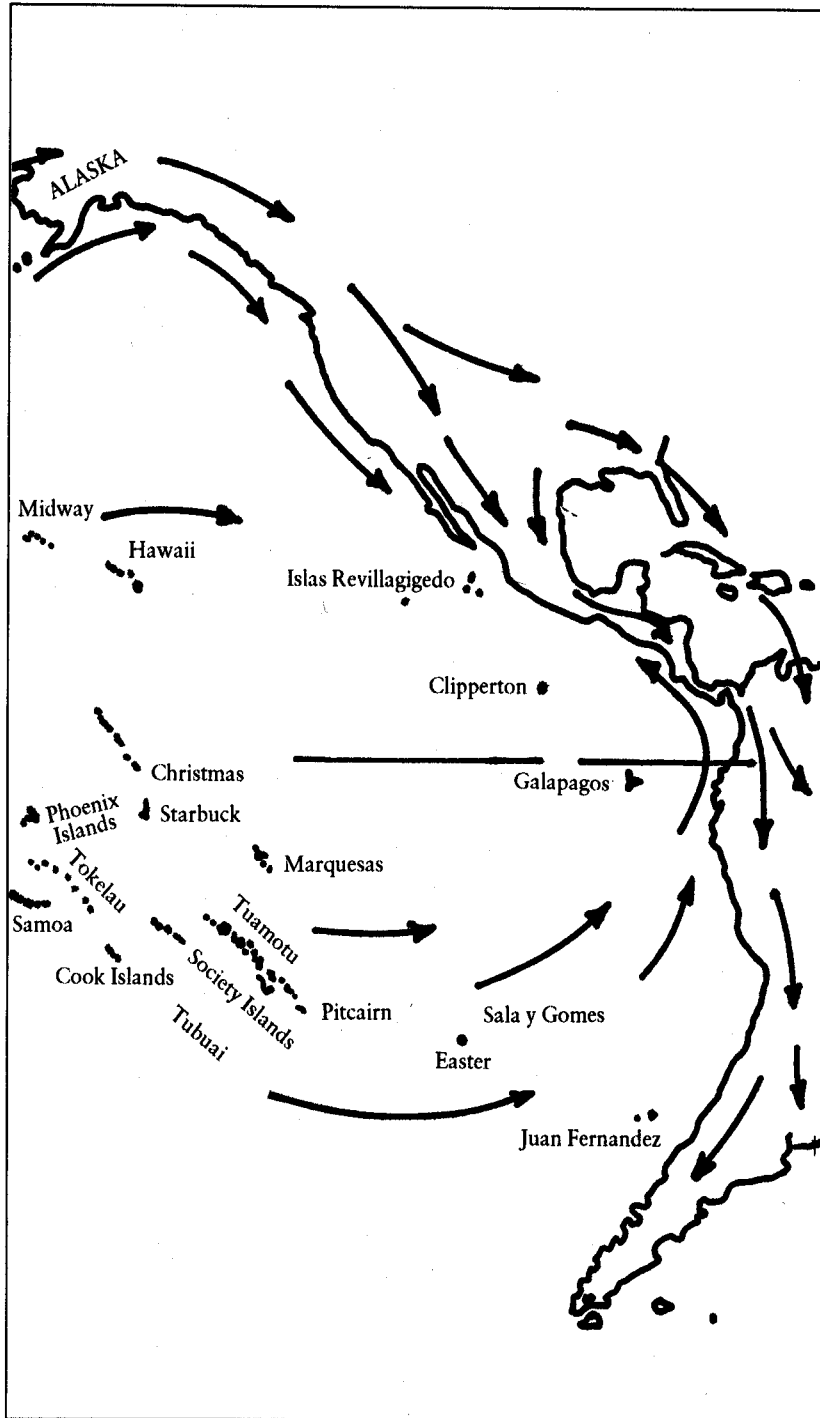 ALASKA
Midway
Hawaii
Islas Revillagigedo
Clipperton
Christmas
Galapagos
Phoenix
Islands
Starbuck
Marquesas
Tokelau
Samoa
Tuamotu
Cook Islands
Society Islands
Pitcairn
Sala y Gomes
Tubuai
Easter
Juan Fernandez